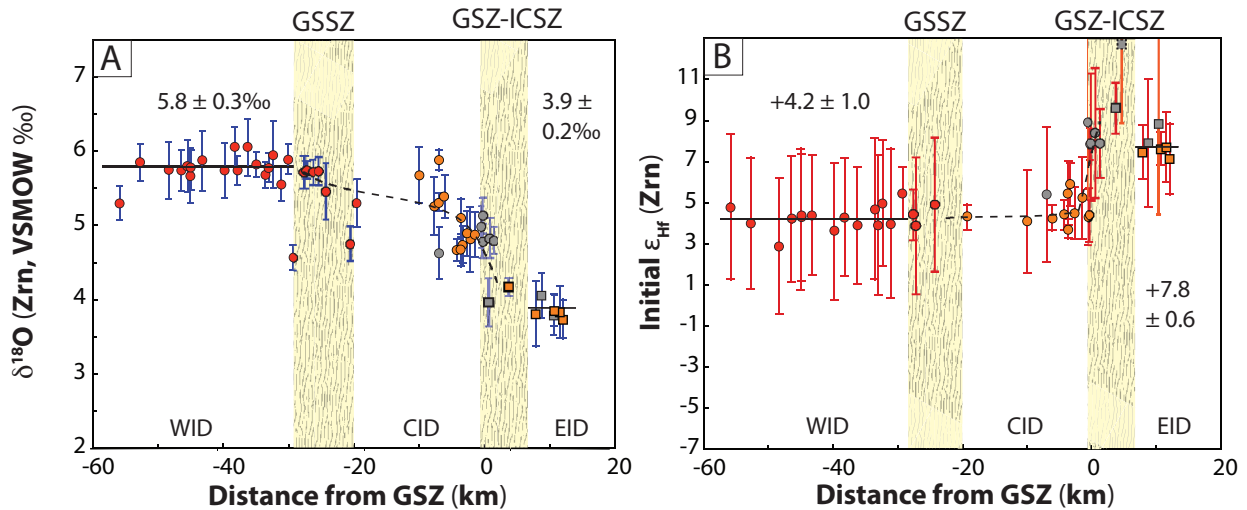 GSSZ
GSZ-ICSZ
A
7
6
5
4
3
2
5.8 ± 0.3‰
3.9 ±
0.2‰
WID
CID
EID
-60
-40
-20
0
20
δ¹⁸O (Zrn, VSMOW ‰)
Distance from GSZ (km)
GSSZ
GSZ-ICSZ
B
11
9
7
5
3
1
-1
-3
-5
-7
+4.2 ± 1.0
+7.8
± 0.6
WID
CID
EID
-60
-40
-20
0
20
Initial εHf (Zrn)
Distance from GSZ (km)